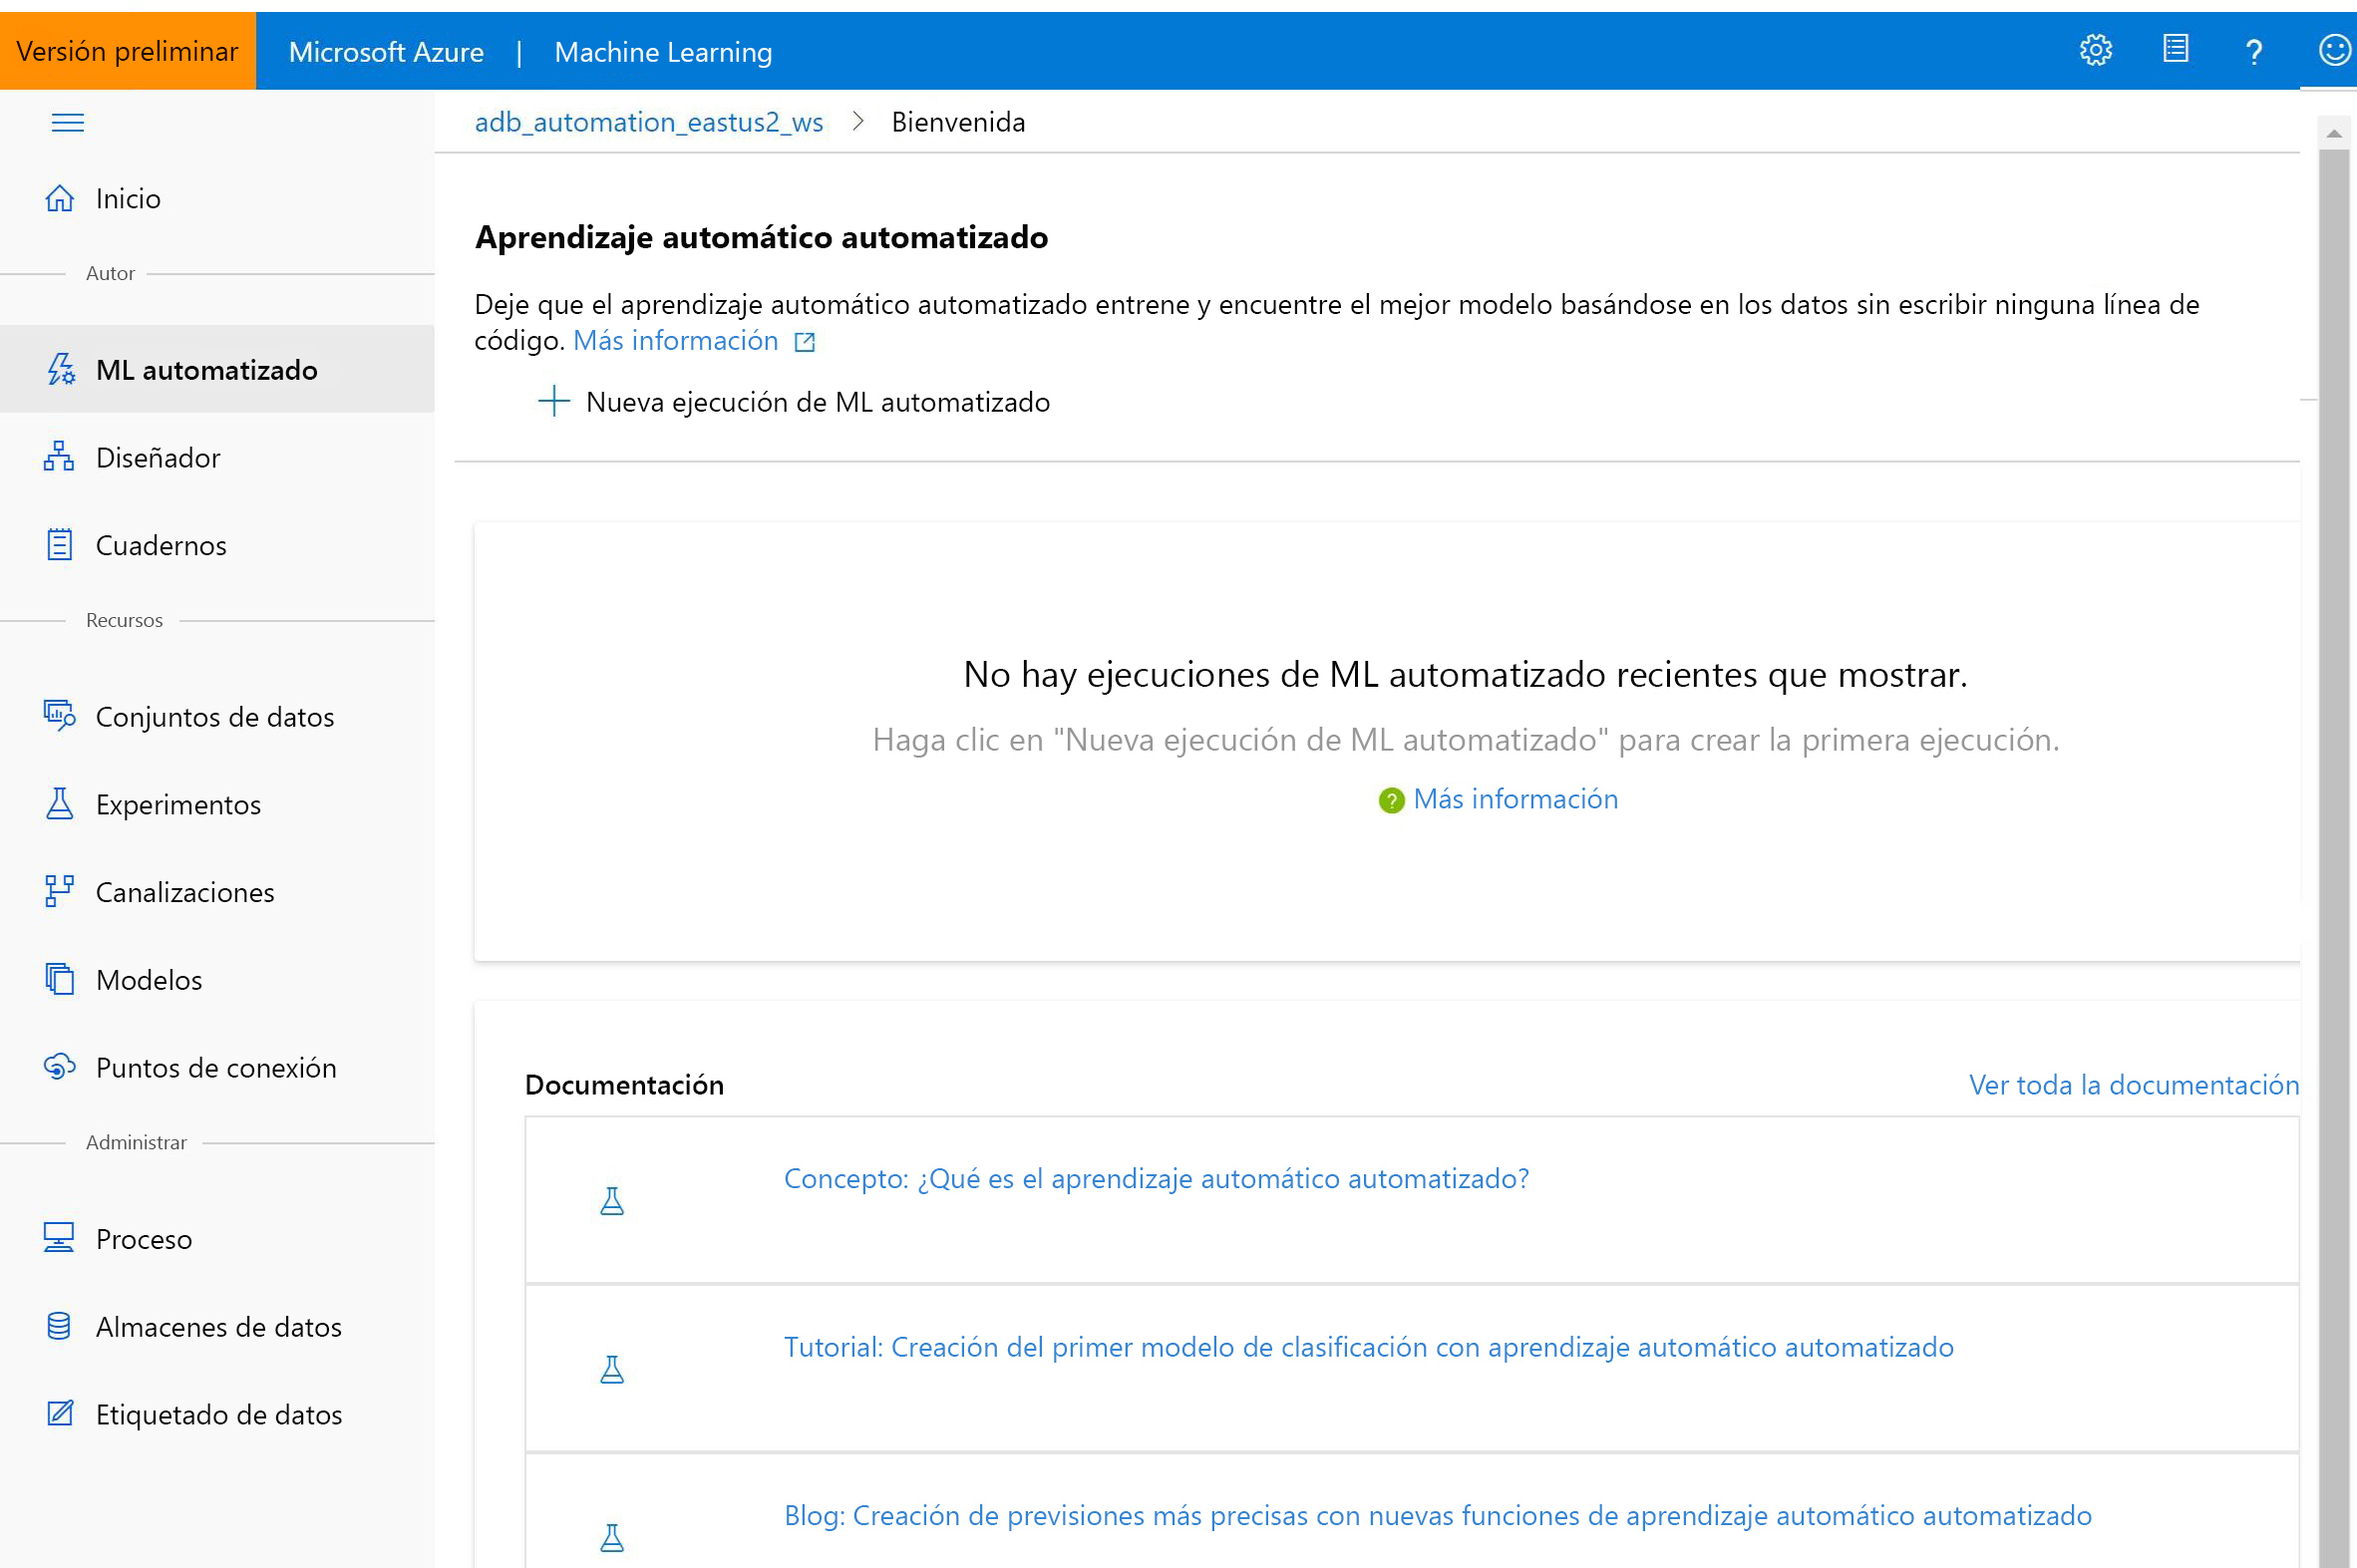 Versión preliminar
Microsoft Azure | Machine Learning
?
adb_automation_eastus2_ws > Bienvenida
Inicio
Autor
ML automatizado
Diseñador
Cuadernos
Recursos
Conjuntos de datos
Experimentos
Canalizaciones
Modelos
Puntos de conexión
Administrar
Proceso
Almacenes de datos
Etiquetado de datos
Aprendizaje automático automatizado
Deje que el aprendizaje automático automatizado entrene y encuentre el mejor modelo basándose en los datos sin escribir ninguna línea de
código. Más información
Nueva ejecución de ML automatizado
No hay ejecuciones de ML automatizado recientes que mostrar.
Haga clic en "Nueva ejecución de ML automatizado" para crear la primera ejecución.
? Más información
Documentación
Ver toda la documentación
Concepto: ¿Qué es el aprendizaje automático automatizado?
Tutorial: Creación del primer modelo de clasificación con aprendizaje automático automatizado
Blog: Creación de previsiones más precisas con nuevas funciones de aprendizaje automático automatizado